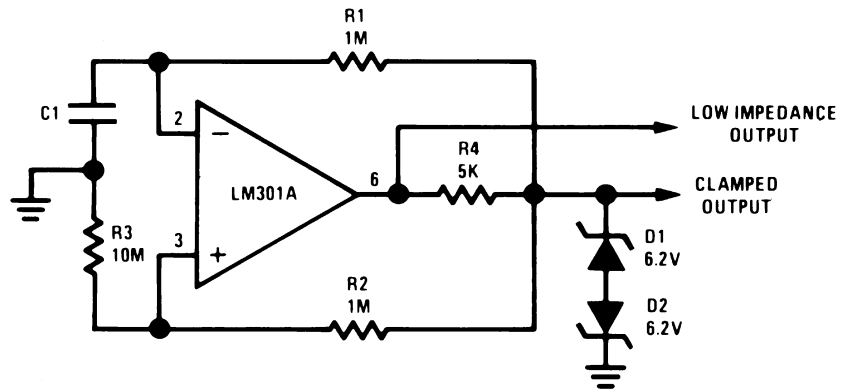 R1
1M
C1
2
−
LM301A
6
R4
5K
LOW IMPEDANCE
OUTPUT
CLAMPED
OUTPUT
R3
10M
3
+
R2
1M
D1
6.2V
D2
6.2V